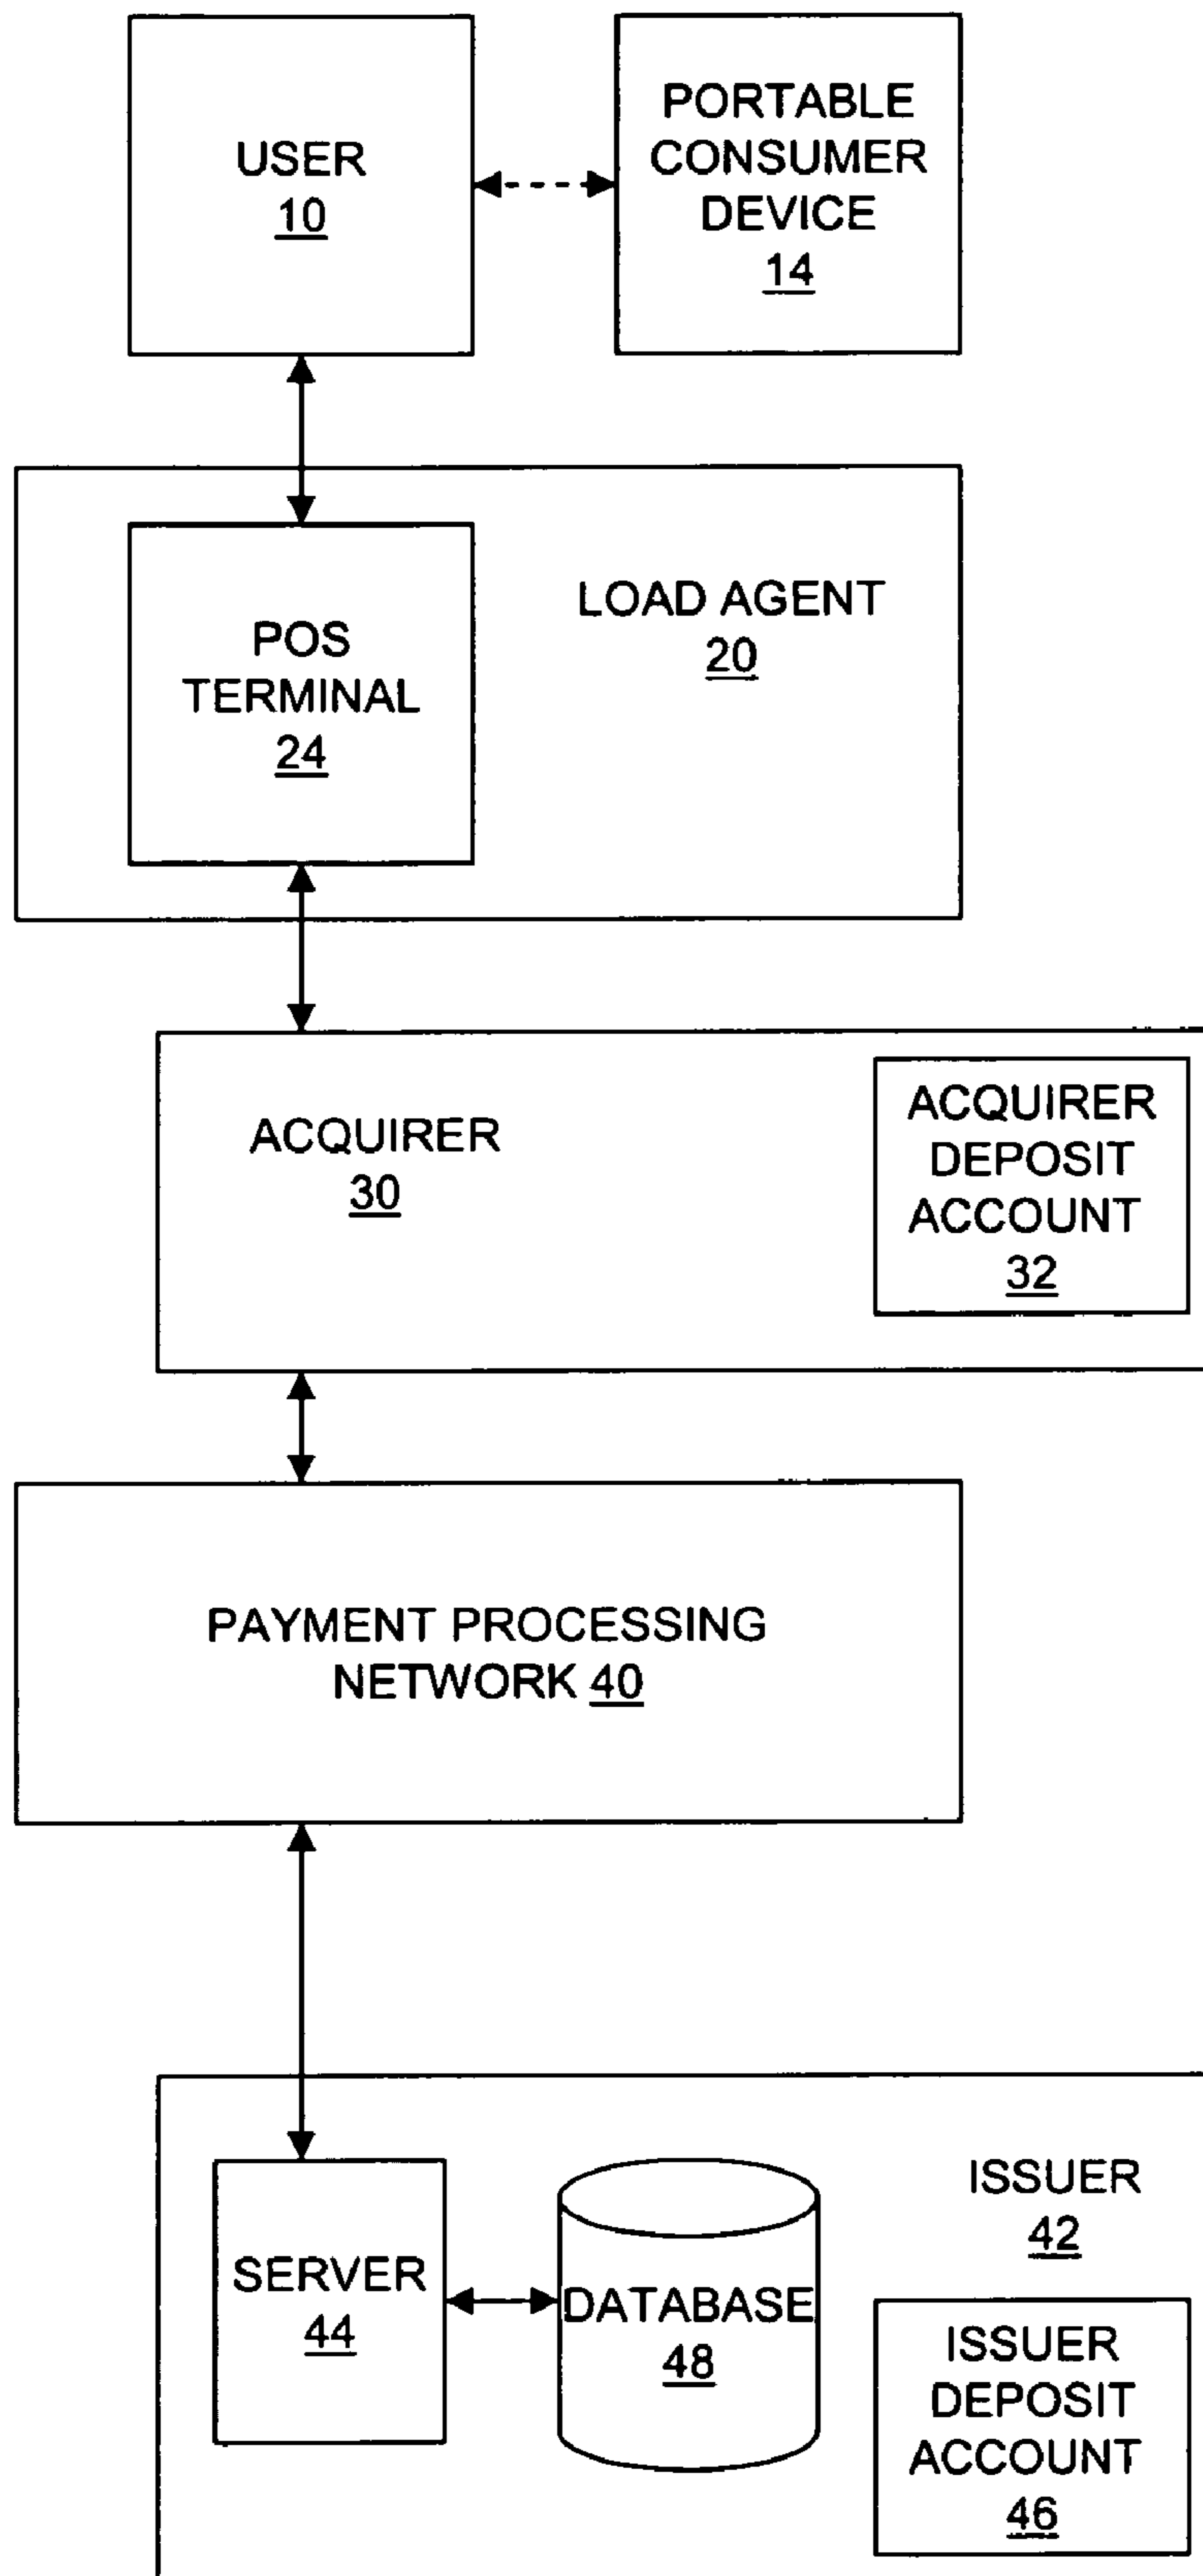 USER
10
PORTABLE
CONSUMER
DEVICE
14
LOAD AGENT
20
POS
TERMINAL
24
ACQUIRER
30
ACQUIRER
DEPOSIT
ACCOUNT
32
PAYMENT PROCESSING
NETWORK 40
ISSUER
42
SERVER
44
DATABASE
48
ISSUER
DEPOSIT
ACCOUNT
46